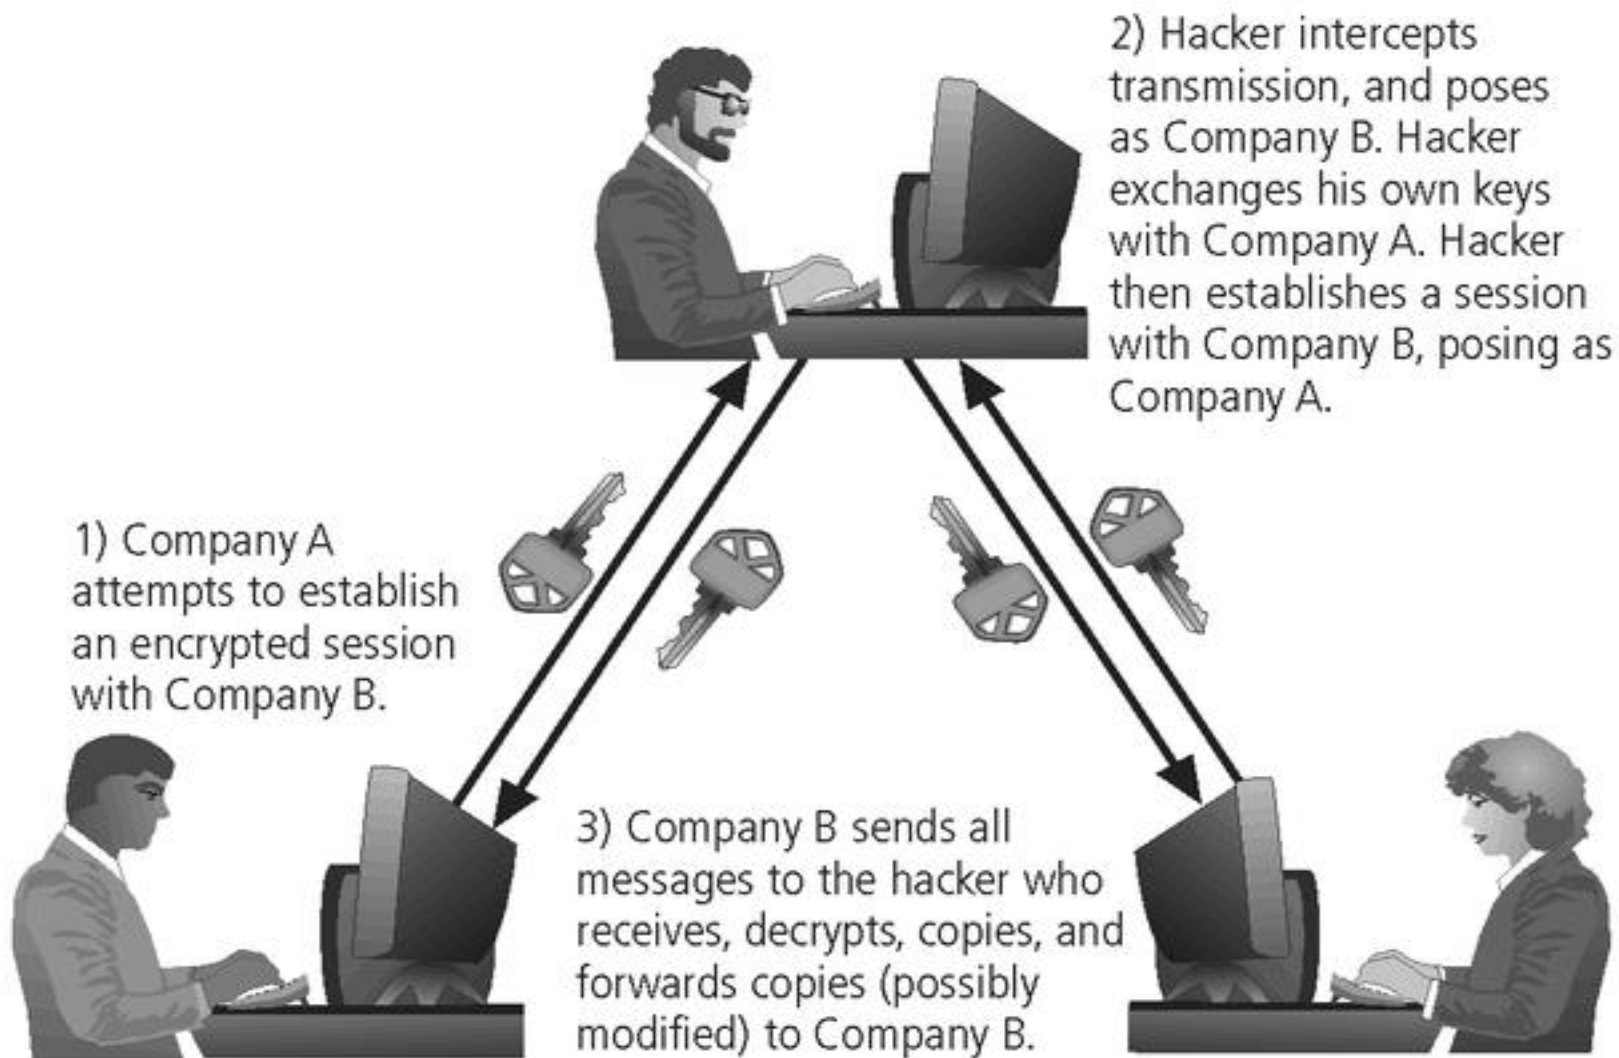 1) Company A
attempts to establish
an encrypted session
with Company B.
2) Hacker intercepts
transmission, and poses
as Company B. Hacker
exchanges his own keys
with Company A. Hacker
then establishes a session
with Company B, posing as
Company A.
3) Company B sends all
messages to the hacker who
receives, decrypts, copies, and
forwards copies (possibly
modified) to Company B.